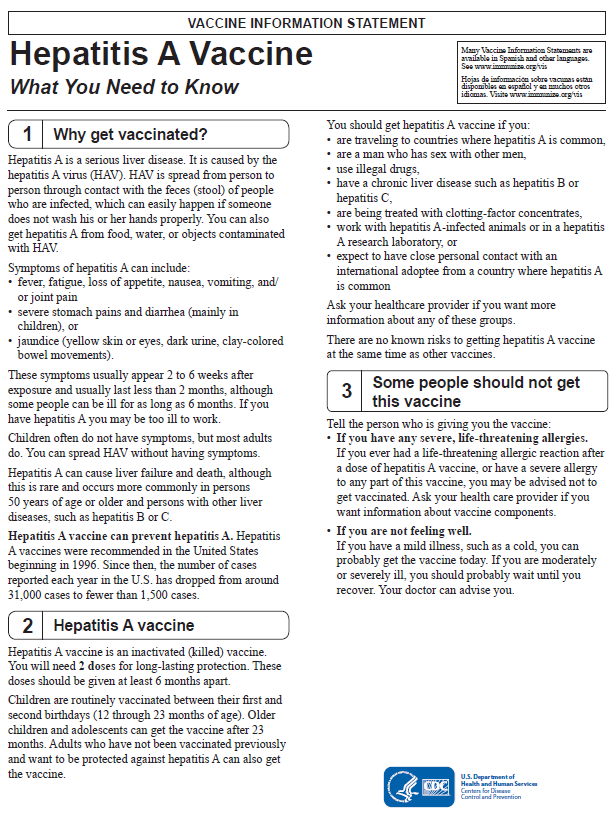 VACCINE INFORMATION STATEMENT
Hepatitis A Vaccine
What You Need to Know
Many Vaccine Information Statements are
available in Spanish and other languages.
See www.immunize.org/vis
Hojas de información sobre vacunas están
disponibles en español y en muchos otros
idiomas. Visite www.immunize.org/vis
1 Why get vaccinated?
Hepatitis A is a serious liver disease. It is caused by the
hepatitis A virus (HAV). HAV is spread from person to
person through contact with the feces (stool) of people
who are infected, which can easily happen if someone
does not wash his or her hands properly. You can also
get hepatitis A from food, water, or objects contaminated
with HAV.
Symptoms of hepatitis A can include:
• fever, fatigue, loss of appetite, nausea, vomiting, and/
or joint pain
• severe stomach pains and diarrhea (mainly in
children), or
• jaundice (yellow skin or eyes, dark urine, clay-colored
bowel movements).
These symptoms usually appear 2 to 6 weeks after
exposure and usually last less than 2 months, although
some people can be ill for as long as 6 months. If you
have hepatitis A you may be too ill to work.
Children often do not have symptoms, but most adults
do. You can spread HAV without having symptoms.
Hepatitis A can cause liver failure and death, although
this is rare and occurs more commonly in persons
50 years of age or older and persons with other liver
diseases, such as hepatitis B or C.
Hepatitis A vaccine can prevent hepatitis A. Hepatitis
A vaccines were recommended in the United States
beginning in 1996. Since then, the number of cases
reported each year in the U.S. has dropped from around
31,000 cases to fewer than 1,500 cases.
2 Hepatitis A vaccine
Hepatitis A vaccine is an inactivated (killed) vaccine.
You will need 2 doses for long-lasting protection. These
doses should be given at least 6 months apart.
Children are routinely vaccinated between their first and
second birthdays (12 through 23 months of age). Older
children and adolescents can get the vaccine after 23
months. Adults who have not been vaccinated previously
and want to be protected against hepatitis A can also get
the vaccine.
You should get hepatitis A vaccine if you:
• are traveling to countries where hepatitis A is common,
• are a man who has sex with other men,
• use illegal drugs,
• have a chronic liver disease such as hepatitis B or
hepatitis C,
• are being treated with clotting-factor concentrates,
• work with hepatitis A-infected animals or in a hepatitis
A research laboratory, or
• expect to have close personal contact with an
international adoptee from a country where hepatitis A
is common
Ask your healthcare provider if you want more
information about any of these groups.
There are no known risks to getting hepatitis A vaccine
at the same time as other vaccines.
3 Some people should not get
this vaccine
Tell the person who is giving you the vaccine:
• If you have any severe, life-threatening allergies.
If you ever had a life-threatening allergic reaction after
a dose of hepatitis A vaccine, or have a severe allergy
to any part of this vaccine, you may be advised not to
get vaccinated. Ask your health care provider if you
want information about vaccine components.
• If you are not feeling well.
If you have a mild illness, such as a cold, you can
probably get the vaccine today. If you are moderately
or severely ill, you should probably wait until you
recover. Your doctor can advise you.
CDC
U.S. Department of
Health and Human Services
Centers for Disease
Control and Prevention